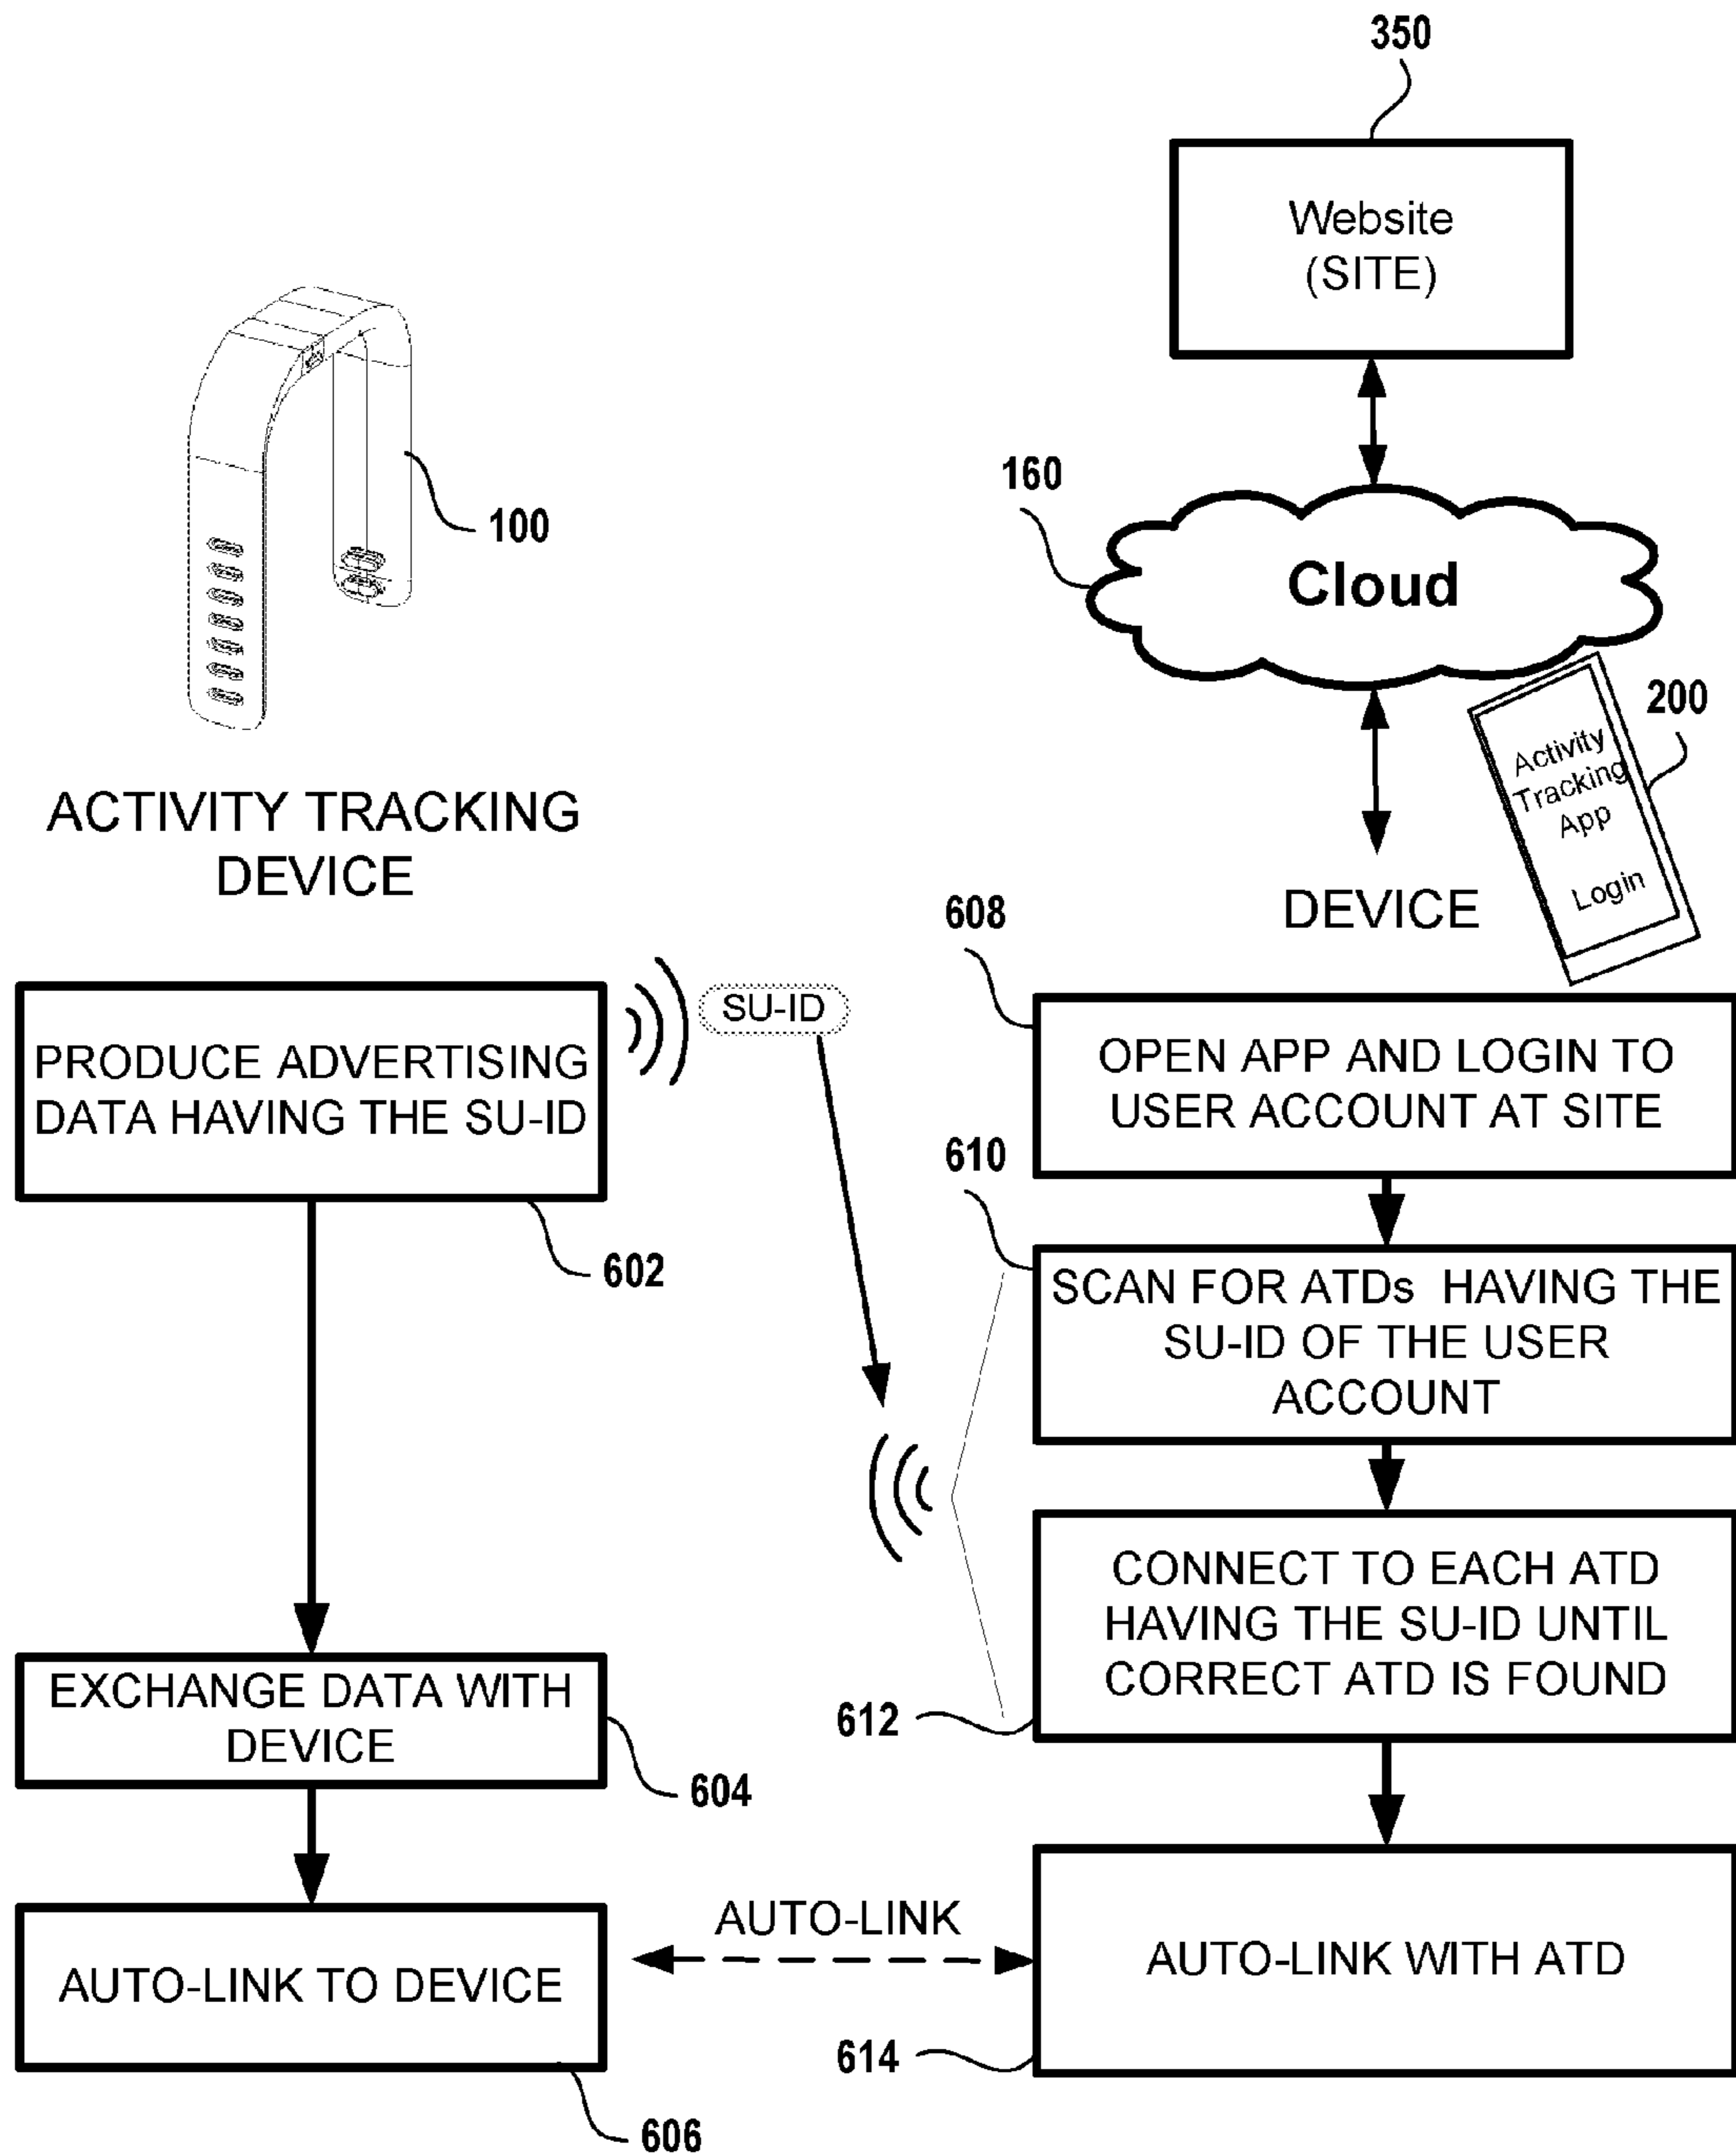 350
Website
(SITE)
160
Cloud
100
200
Activity
Tracking
App
Login
ACTIVITY TRACKING
DEVICE
DEVICE
608
PRODUCE ADVERTISING
DATA HAVING THE SU-ID
602
SU-ID
OPEN APP AND LOGIN TO
USER ACCOUNT AT SITE
610
SCAN FOR ATDs HAVING THE
SU-ID OF THE USER
ACCOUNT
CONNECT TO EACH ATD
HAVING THE SU-ID UNTIL
CORRECT ATD IS FOUND
612
EXCHANGE DATA WITH
DEVICE
604
AUTO-LINK TO DEVICE
606
AUTO-LINK
AUTO-LINK WITH ATD
614